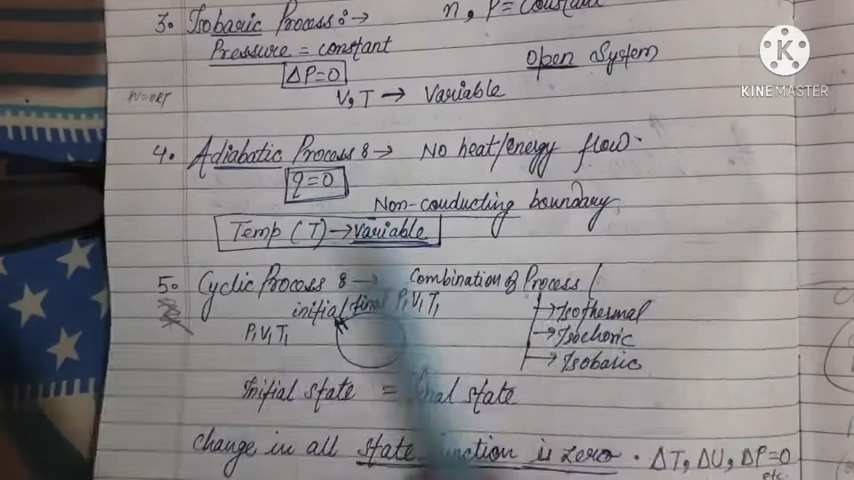 n, P = Constant
3. Isobaric Process :→
Pressure = constant
Open System
ΔP=0
V, T → Variable
PV=nRT
KINEMASTER
4. Adiabatic Process :→ No heat/energy flow.
q=0
Non-conducting boundary
Temp (T) → Variable
5. Cyclic Process :→ Combination of Process
initial final P₁V₁T₁
P₁V₁T₁
→ Isothermal
→ Isochoric
→ Isobaric
Initial state = final state
Change in all state function is zero. ΔT, ΔU, ΔP=0
etc.